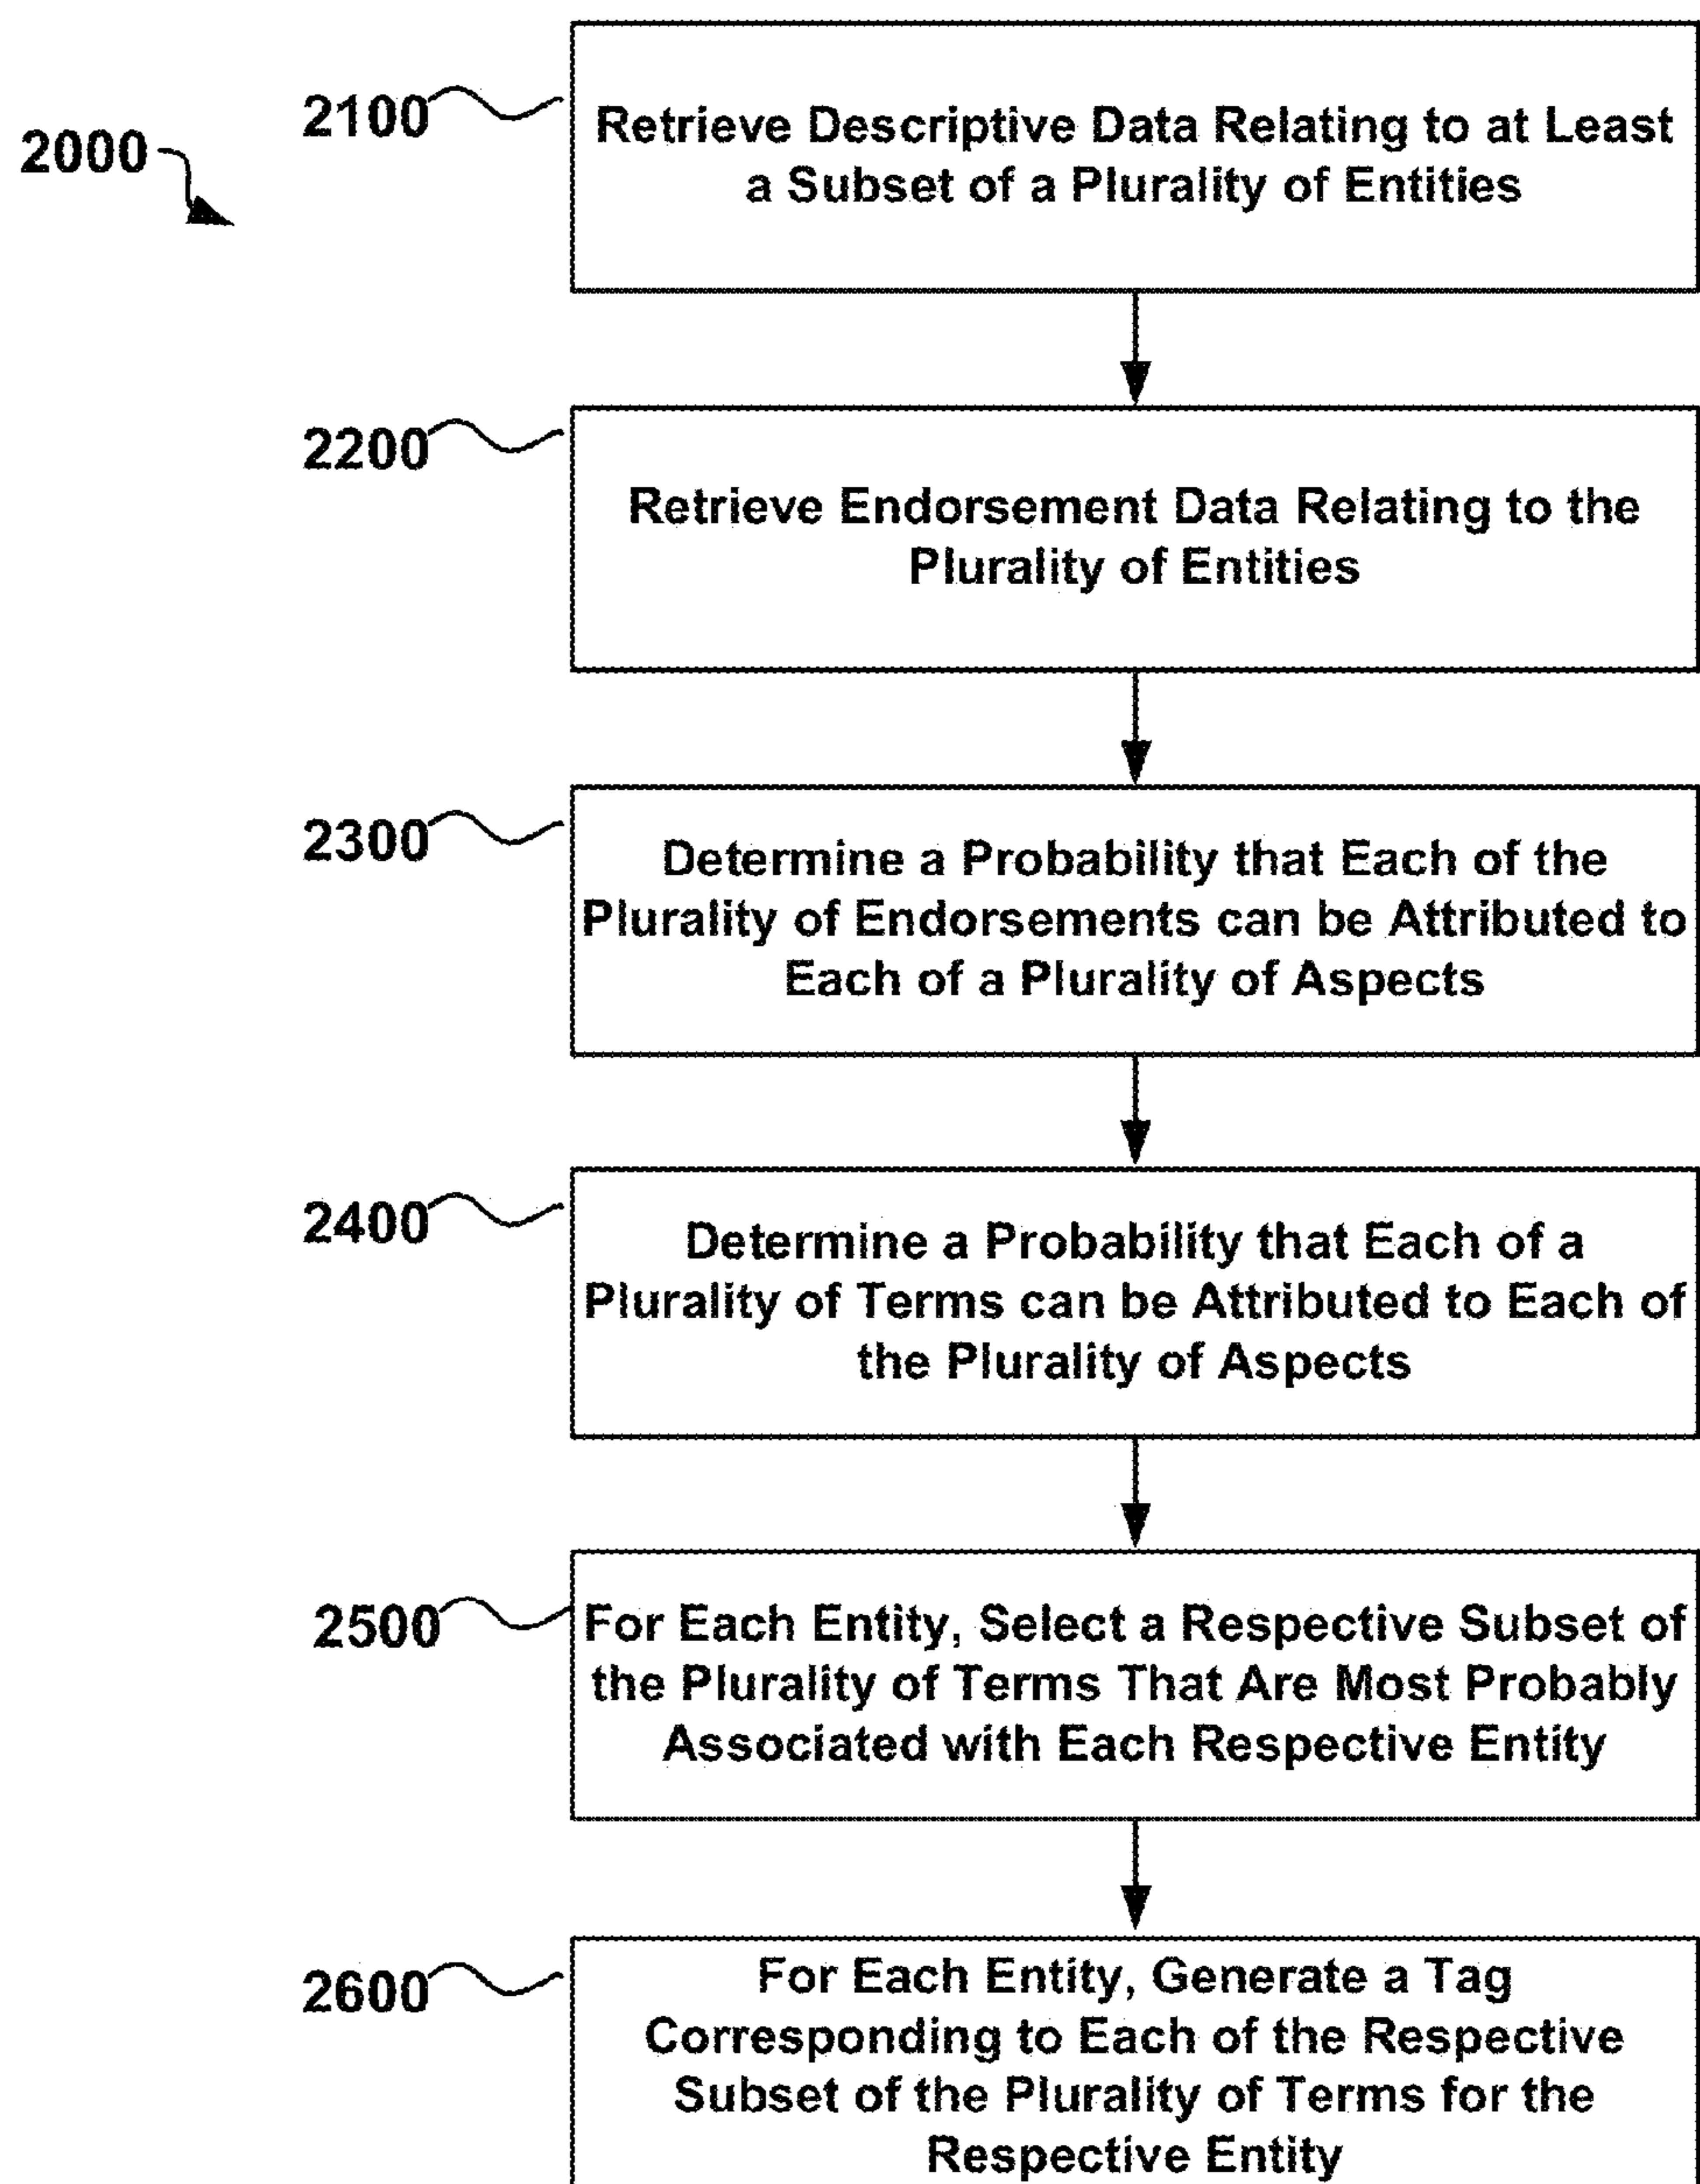 2000
2100
Retrieve Descriptive Data Relating to at Least
a Subset of a Plurality of Entities
2200
Retrieve Endorsement Data Relating to the
Plurality of Entities
2300
Determine a Probability that Each of the
Plurality of Endorsements can be Attributed to
Each of a Plurality of Aspects
2400
Determine a Probability that Each of a
Plurality of Terms can be Attributed to Each of
the Plurality of Aspects
2500
For Each Entity, Select a Respective Subset of
the Plurality of Terms That Are Most Probably
Associated with Each Respective Entity
2600
For Each Entity, Generate a Tag
Corresponding to Each of the Respective
Subset of the Plurality of Terms for the
Respective Entity